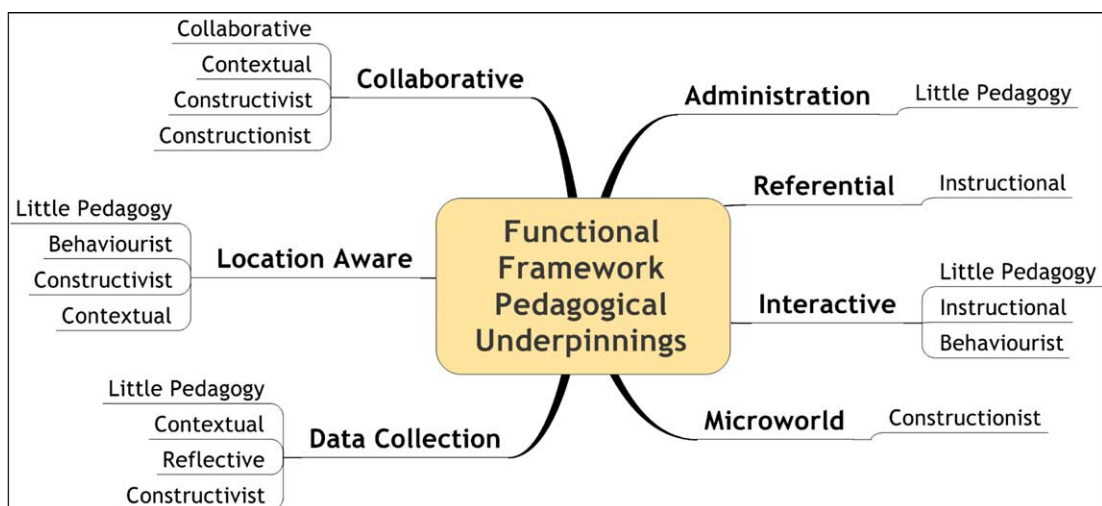 Collaborative
Contextual
Constructivist
Constructionist
Collaborative
Administration
Little Pedagogy
Referential
Instructional
Functional
Framework
Pedagogical
Underpinnings
Little Pedagogy
Behaviourist
Constructivist
Contextual
Location Aware
Interactive
Little Pedagogy
Instructional
Behaviourist
Little Pedagogy
Contextual
Reflective
Constructivist
Data Collection
Microworld
Constructionist